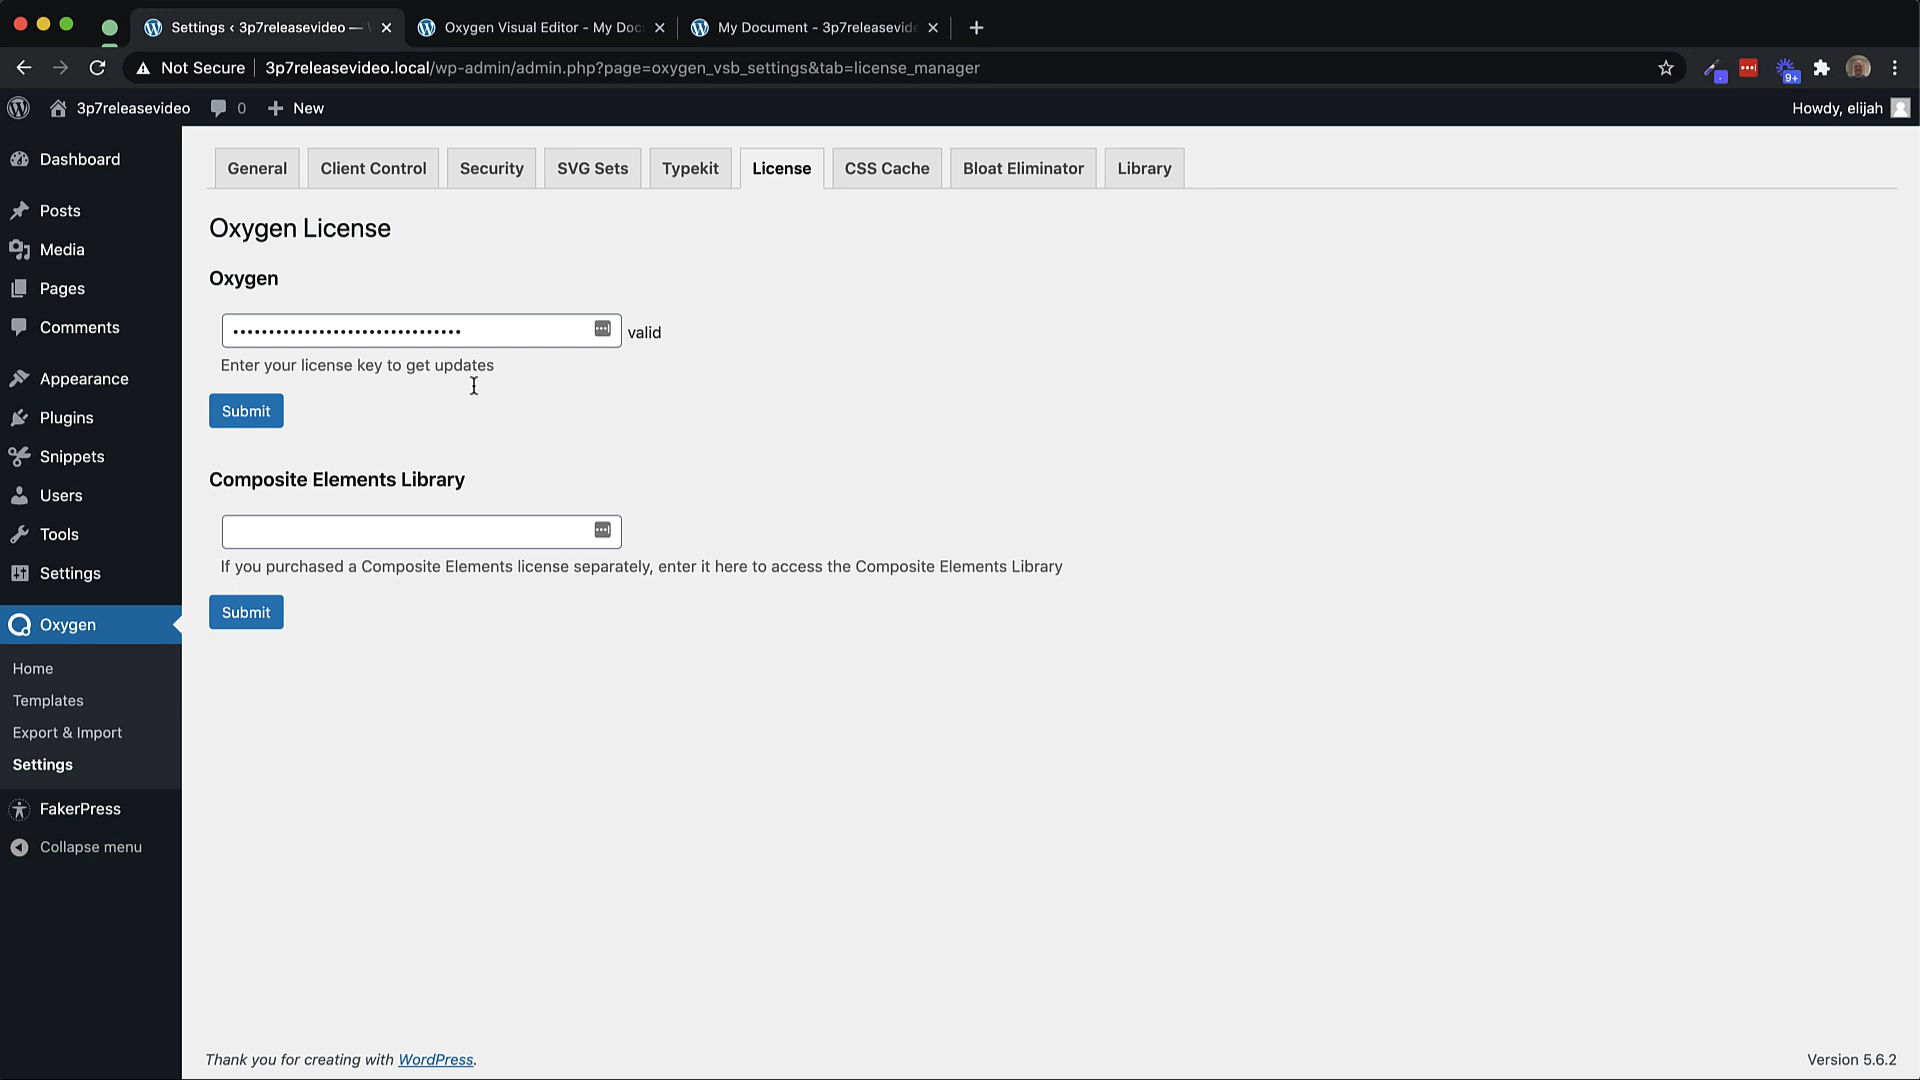 Settings ‹ 3p7releasevideo —
Oxygen Visual Editor - My Doc
My Document - 3p7releasevide
Not Secure
3p7releasevideo.local/wp-admin/admin.php?page=oxygen_vsb_settings&tab=license_manager
9+
3p7releasevideo
0
New
Howdy, elijah
Dashboard
Posts
Media
Pages
Comments
Appearance
Plugins
Snippets
Users
Tools
Settings
Oxygen
Home
Templates
Export & Import
Settings
FakerPress
Collapse menu
General
Client Control
Security
SVG Sets
Typekit
License
CSS Cache
Bloat Eliminator
Library
Oxygen License
Oxygen
valid
Enter your license key to get updates
Submit
Composite Elements Library
If you purchased a Composite Elements license separately, enter it here to access the Composite Elements Library
Submit
Thank you for creating with WordPress.
Version 5.6.2